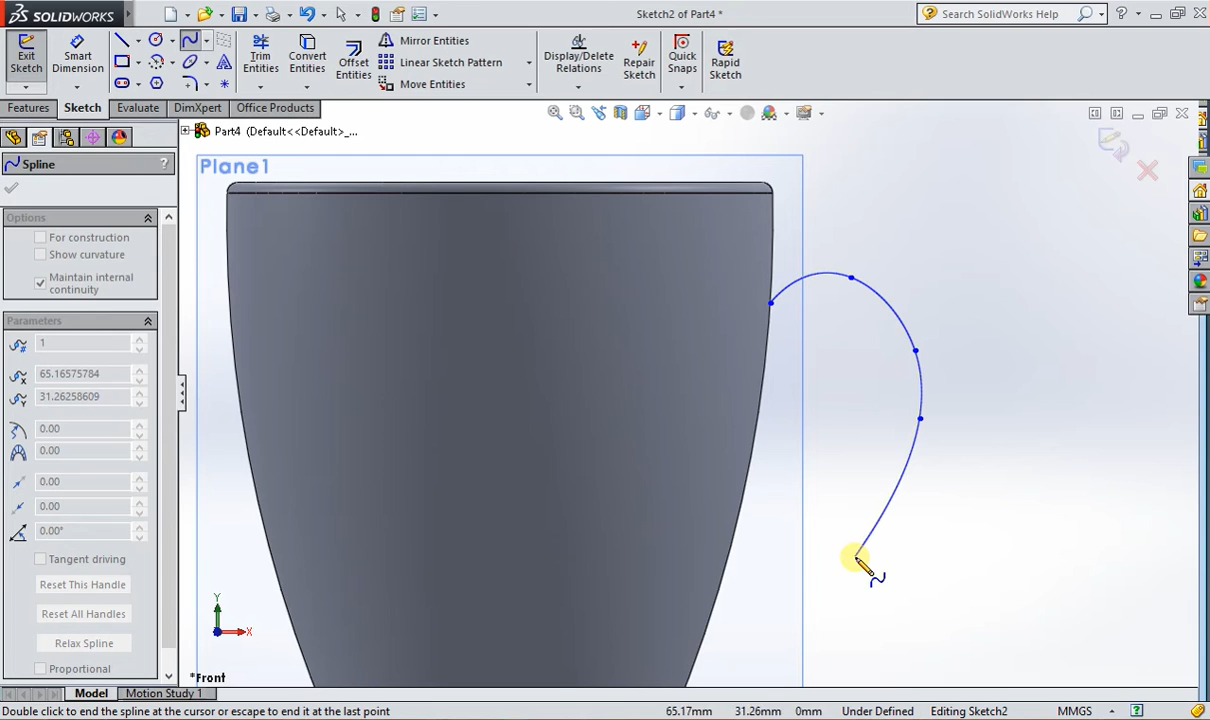 SOLIDWORKS
Sketch2 of Part4 *
Search SolidWorks Help
Exit Sketch
Smart Dimension
Trim Entities
Convert Entities
Offset Entities
Mirror Entities
Linear Sketch Pattern
Move Entities
Display/Delete Relations
Repair Sketch
Quick Snaps
Rapid Sketch
Features
Sketch
Evaluate
DimXpert
Office Products
Part4 (Default<<Default>_...
Spline
?
Options
For construction
Show curvature
Maintain internal
continuity
Parameters
1
65.16575784
31.26258609
0.00
0.00
0.00
0.00
0.00°
Tangent driving
Reset This Handle
Reset All Handles
Relax Spline
Proportional
Plane1
Y
X
*Front
Model
Motion Study 1
Double click to end the spline at the cursor or escape to end it at the last point
65.17mm
31.26mm
0mm
Under Defined
Editing Sketch2
MMGS